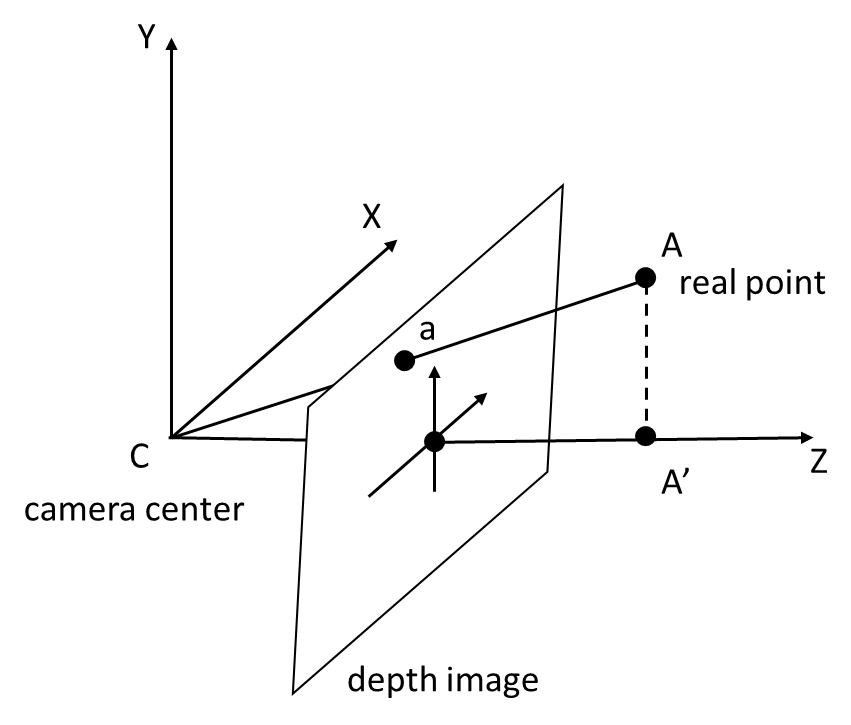 Y
X
A
real point
a
C
Z
A’
camera center
depth image